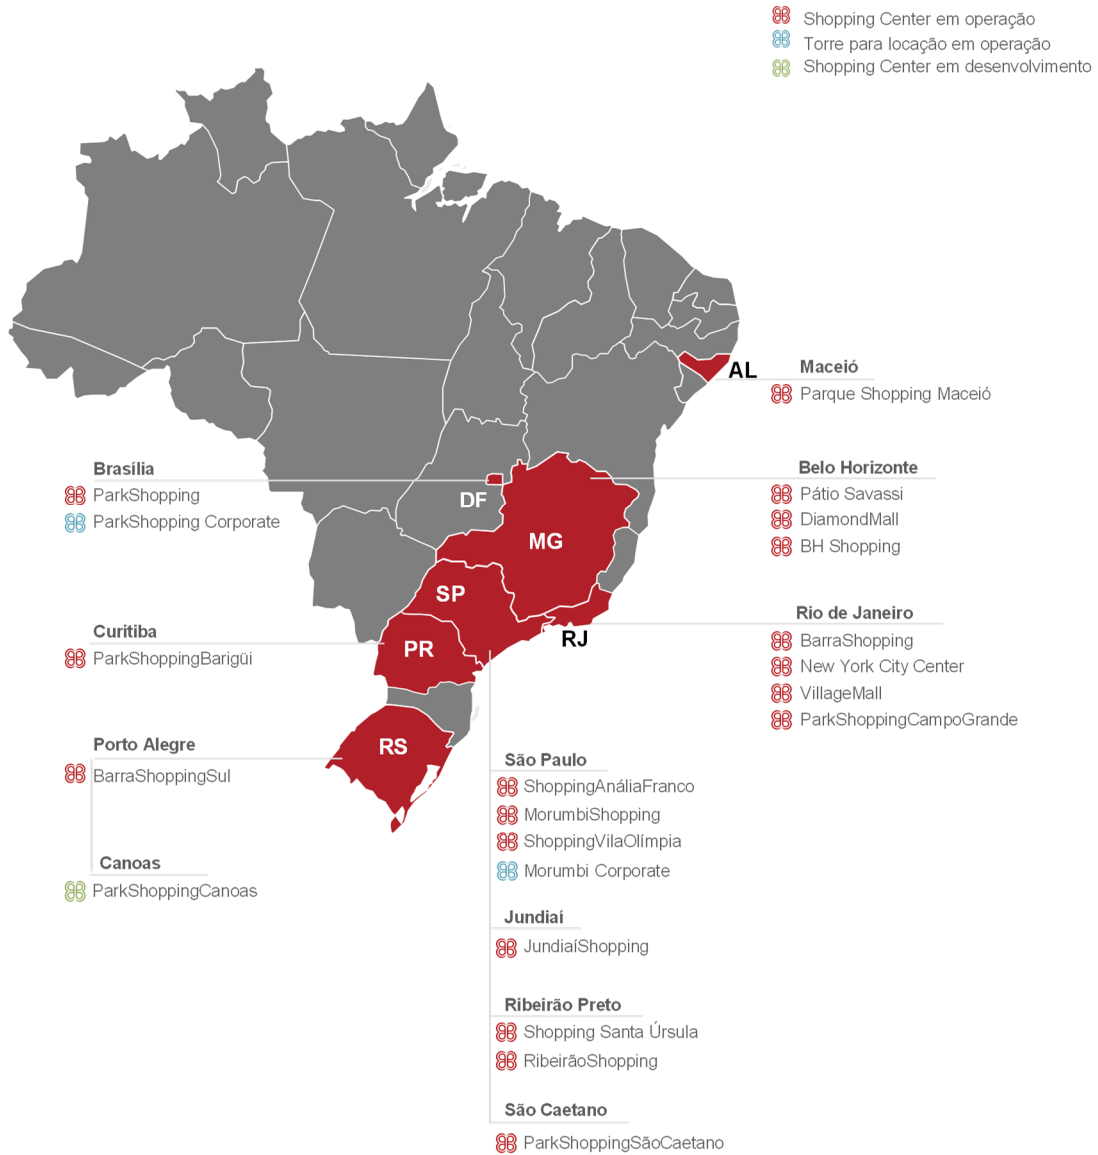 Shopping Center em operação
Torre para locação em operação
Shopping Center em desenvolvimento
AL
Maceió
Parque Shopping Maceió
Brasília
ParkShopping
ParkShopping Corporate
DF
Belo Horizonte
Pátio Savassi
DiamondMall
BH Shopping
MG
SP
Rio de Janeiro
BarraShopping
New York City Center
VillageMall
ParkShoppingCampoGrande
RJ
Curitiba
ParkShoppingBarigüi
PR
Porto Alegre
BarraShoppingSul
RS
Canoas
ParkShoppingCanoas
São Paulo
ShoppingAnáliaFranco
MorumbiShopping
ShoppingVilaOlímpia
Morumbi Corporate
Jundiaí
JundiaíShopping
Ribeirão Preto
Shopping Santa Úrsula
RibeirãoShopping
São Caetano
ParkShoppingSãoCaetano